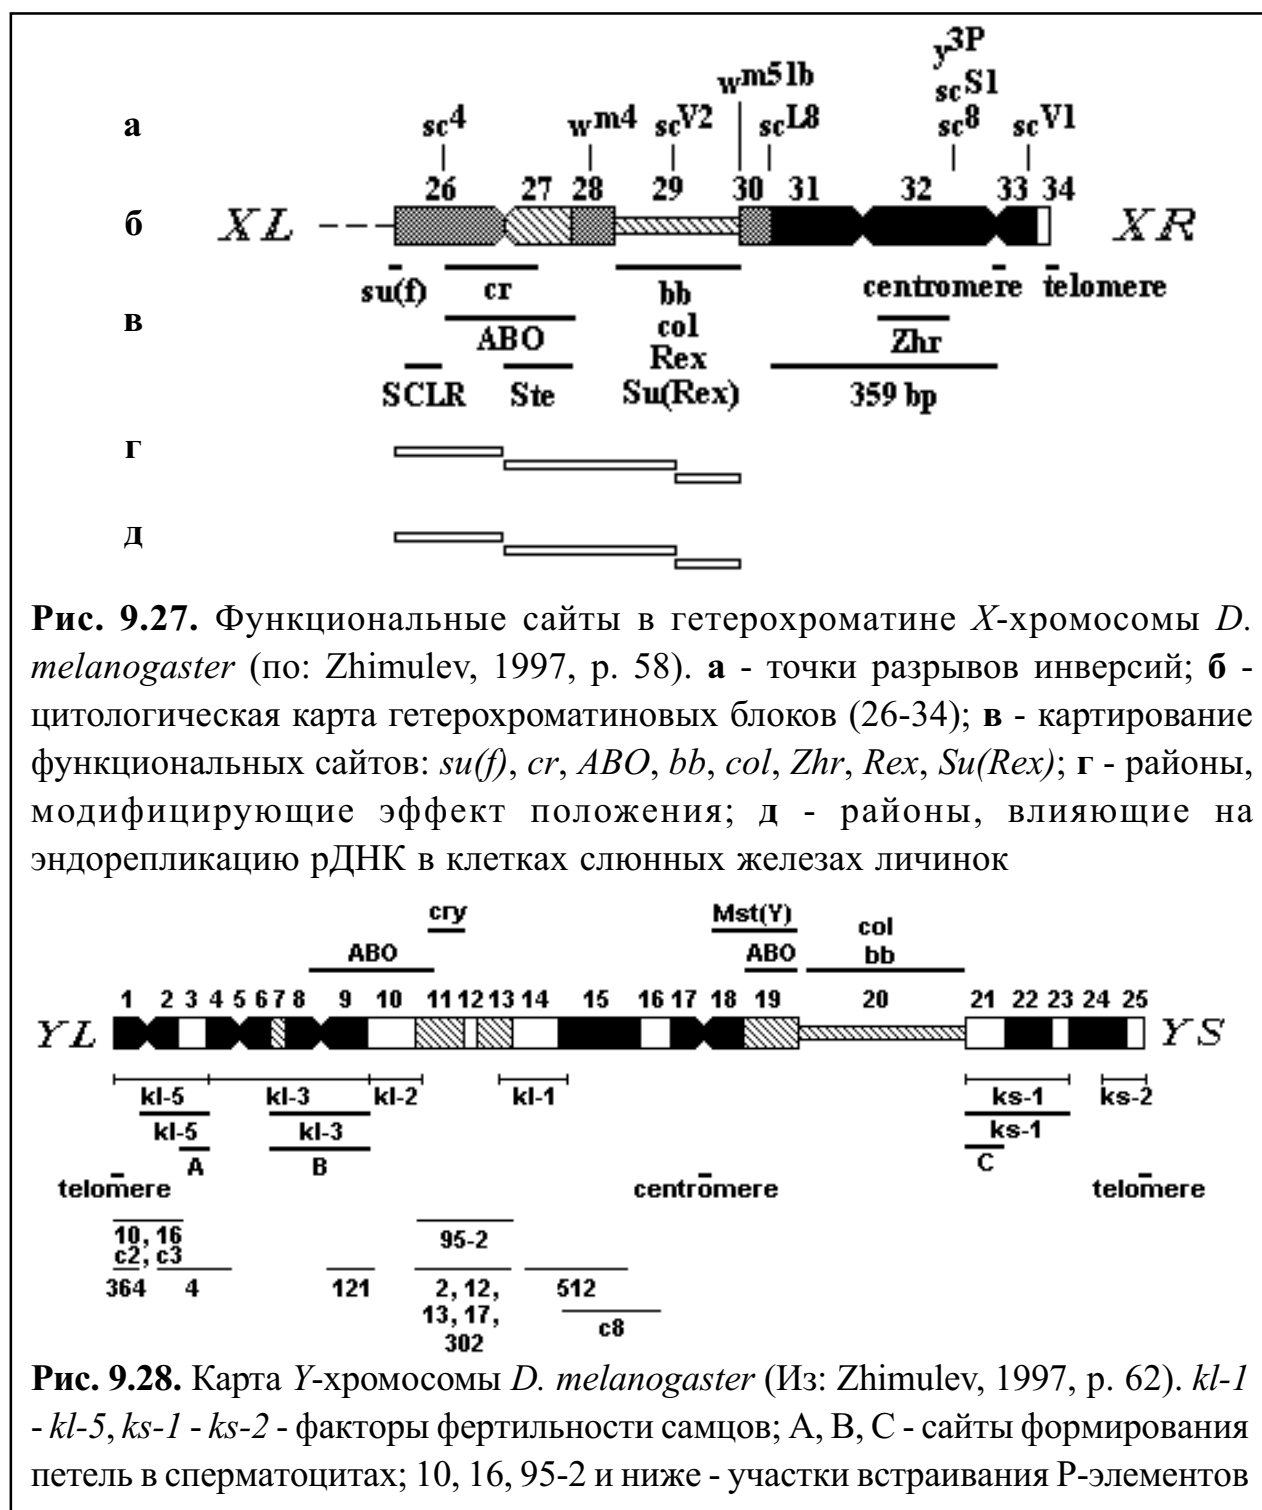 y3P
wm51b scS1
а sc4 wm4 scV2 scL8 sc8 scV1
26 27 28 29 30 31 32 33 34
б XL XR
su(f) cr bb centromere telomere
в ABO col Zhr
Rex
SCLR Ste Su(Rex) 359 bp
г
д
Рис. 9.27. Функциональные сайты в гетерохроматине X-хромосомы D.
melanogaster (по: Zhimulev, 1997, p. 58). а - точки разрывов инверсий; б -
цитологическая карта гетерохроматиновых блоков (26-34); в - картирование
функциональных сайтов: su(f), cr, ABO, bb, col, Zhr, Rex, Su(Rex); г - районы,
модифицирующие эффект положения; д - районы, влияющие на
эндорепликацию рДНК в клетках слюнных железах личинок
cry Mst(Y) col
ABO ABO bb
1 2 3 4 5 6 7 8 9 10 11 12 13 14 15 16 17 18 19 20 21 22 23 24 25
YL YS
kl-5 kl-3 kl-2 kl-1 ks-1 ks-2
kl-5 kl-3 ks-1
A B C
telomere centromere telomere
10, 16 95-2
c2, c3
364 4 121 2, 12, 512
13, 17, c8
302
Рис. 9.28. Карта Y-хромосомы D. melanogaster (Из: Zhimulev, 1997, p. 62). kl-1
- kl-5, ks-1 - ks-2 - факторы фертильности самцов; A, B, C - сайты формирования
петель в сперматоцитах; 10, 16, 95-2 и ниже - участки встраивания P-элементов